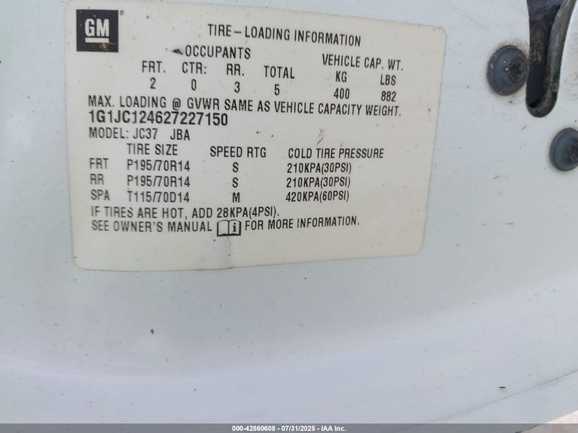 GM
TIRE-LOADING INFORMATION
OCCUPANTS VEHICLE CAP. WT.
FRT. CTR: RR. TOTAL KG LBS
2 0 3 5 400 882
MAX. LOADING @ GVWR SAME AS VEHICLE CAPACITY WEIGHT.
1G1JC124627227150
MODEL: JC37 JBA
TIRE SIZE SPEED RTG COLD TIRE PRESSURE
FRT P195/70R14 S 210KPA(30PSI)
RR P195/70R14 S 210KPA(30PSI)
SPA T115/70D14 M 420KPA(60PSI)
IF TIRES ARE HOT, ADD 28KPA(4PSI).
SEE OWNER'S MANUAL FOR MORE INFORMATION.
000-42860608 - 07/31/2025 - IAA Inc.